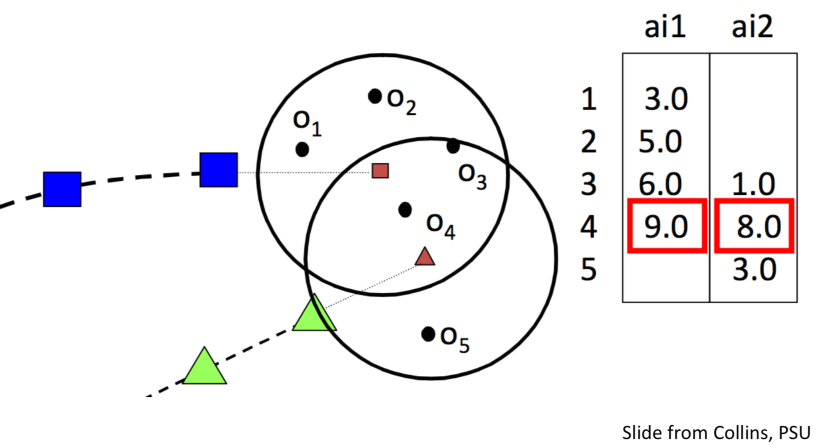 ai1 ai2
1 3.0
2 5.0
3 6.0 1.0
4 9.0 8.0
5 3.0
o2
o1
o3
o4
o5
Slide from Collins, PSU